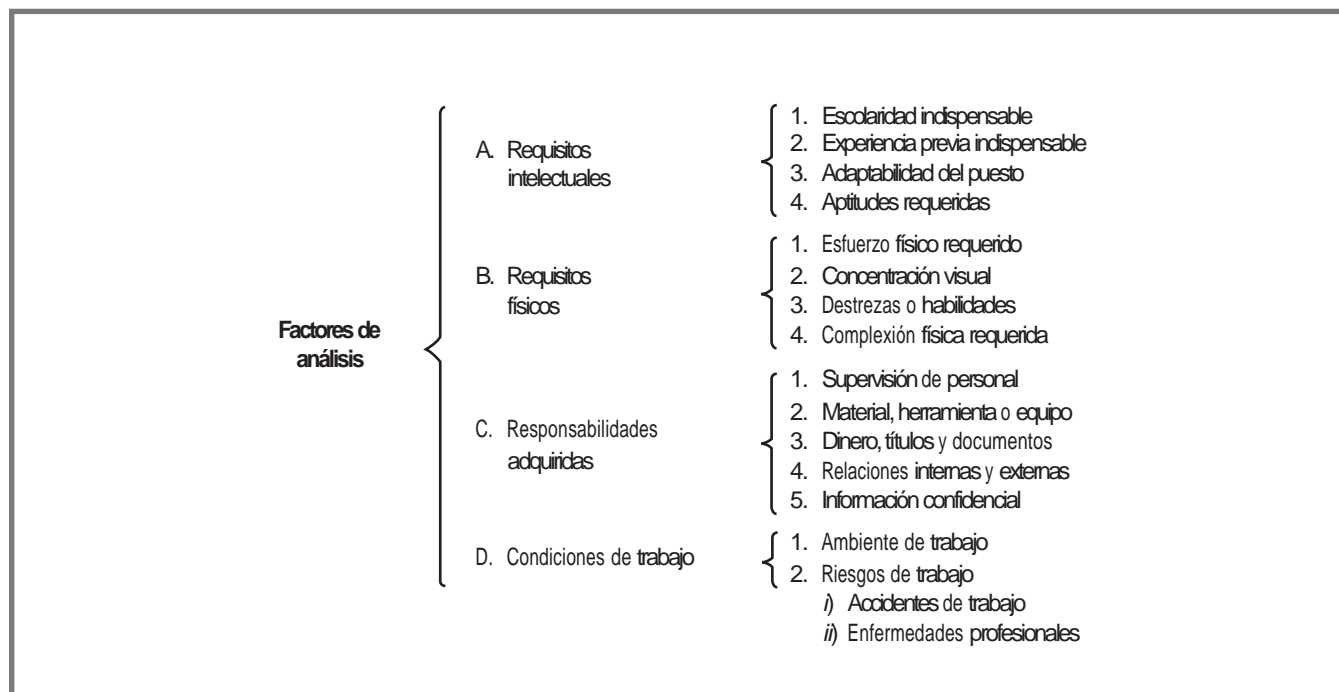 Factores de
análisis
A. Requisitos
intelectuales
1. Escolaridad indispensable
2. Experiencia previa indispensable
3. Adaptabilidad del puesto
4. Aptitudes requeridas
B. Requisitos
físicos
1. Esfuerzo físico requerido
2. Concentración visual
3. Destrezas o habilidades
4. Complexión física requerida
C. Responsabilidades
adquiridas
1. Supervisión de personal
2. Material, herramienta o equipo
3. Dinero, títulos y documentos
4. Relaciones internas y externas
5. Información confidencial
D. Condiciones de trabajo
1. Ambiente de trabajo
2. Riesgos de trabajo
i) Accidentes de trabajo
ii) Enfermedades profesionales